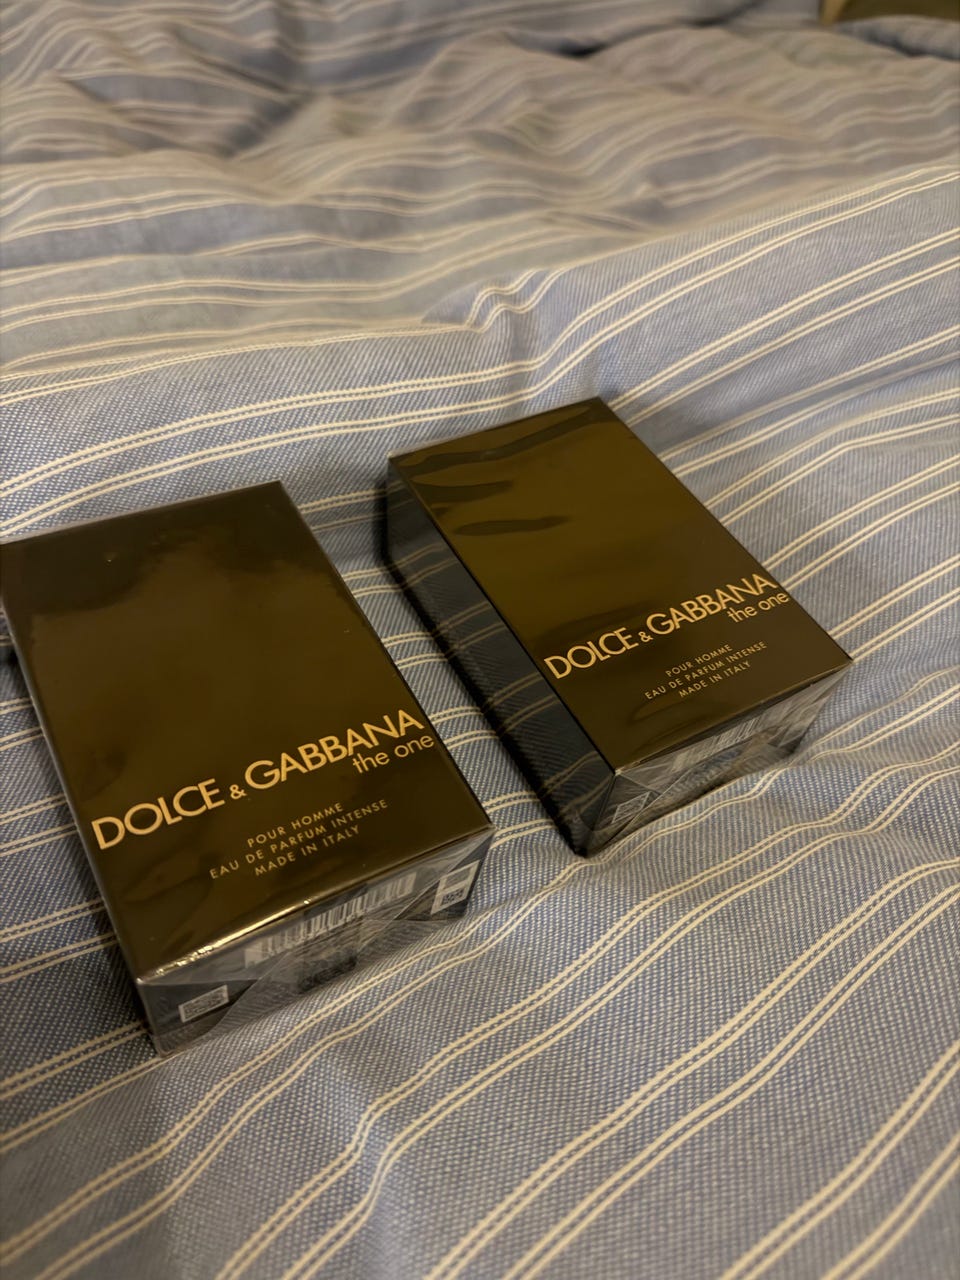 DOLCE & GABBANA
the one
POUR HOMME
EAU DE PARFUM INTENSE
MADE IN ITALY
DOLCE & GABBANA
the one
POUR HOMME
EAU DE PARFUM INTENSE
MADE IN ITALY